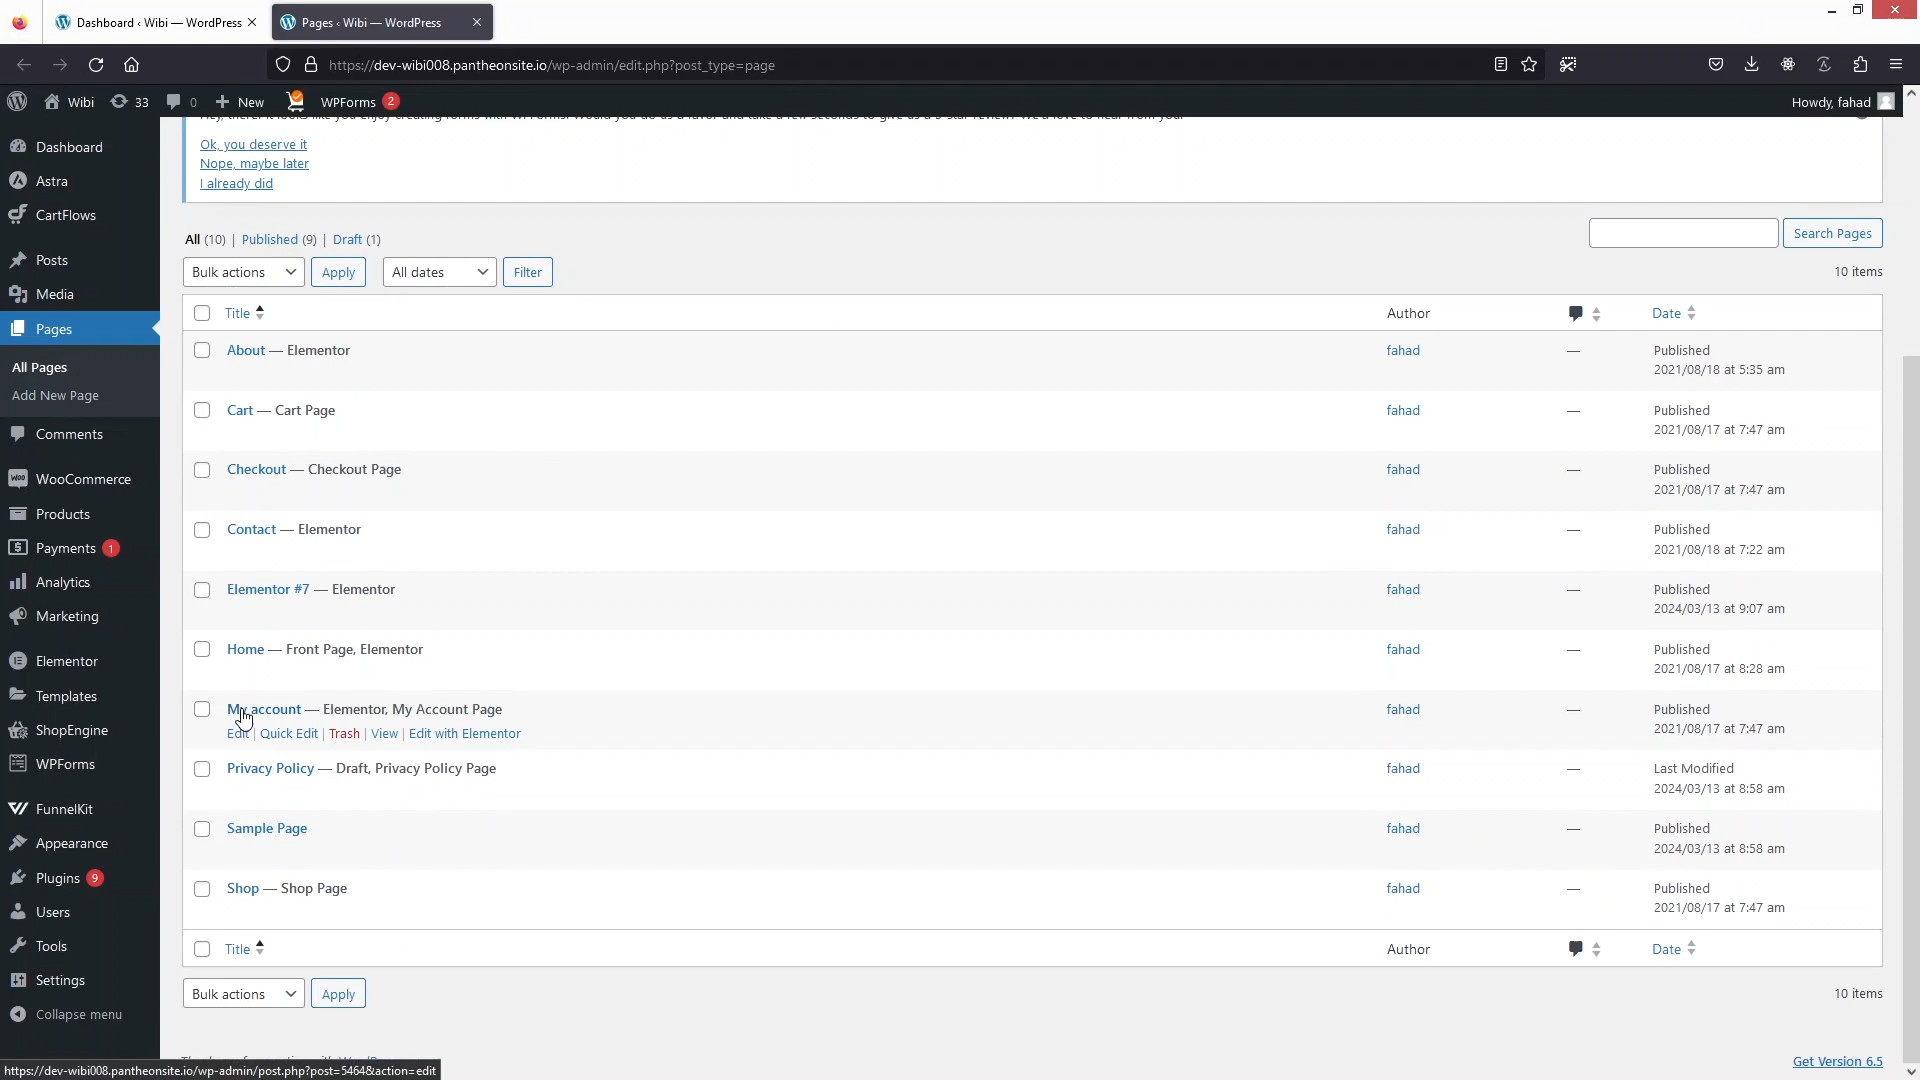 Dashboard ‹ Wibi — WordPress
Pages ‹ Wibi — WordPress
https://dev-wibi008.pantheonsite.io/wp-admin/edit.php?post_type=page
Wibi 33 0 New WPForms 2 Howdy, fahad
Ok, you deserve it
Nope, maybe later
I already did
Dashboard
Astra
CartFlows
Posts
Media
Pages
All Pages
Add New Page
Comments
WooCommerce
Products
Payments 1
Analytics
Marketing
Elementor
Templates
ShopEngine
WPForms
FunnelKit
Appearance
Plugins 9
Users
Tools
Settings
Collapse menu
All (10) | Published (9) | Draft (1)
Search Pages
Bulk actions Apply All dates Filter 10 items
Title Author Date
About — Elementor fahad — Published
2021/08/18 at 5:35 am
Cart — Cart Page fahad — Published
2021/08/17 at 7:47 am
Checkout — Checkout Page fahad — Published
2021/08/17 at 7:47 am
Contact — Elementor fahad — Published
2021/08/18 at 7:22 am
Elementor #7 — Elementor fahad — Published
2024/03/13 at 9:07 am
Home — Front Page, Elementor fahad — Published
2021/08/17 at 8:28 am
My account — Elementor, My Account Page fahad — Published
2021/08/17 at 7:47 am
Edit | Quick Edit | Trash | View | Edit with Elementor
Privacy Policy — Draft, Privacy Policy Page fahad — Last Modified
2024/03/13 at 8:58 am
Sample Page fahad — Published
2024/03/13 at 8:58 am
Shop — Shop Page fahad — Published
2021/08/17 at 7:47 am
Title Author Date
Bulk actions Apply 10 items
Get Version 6.5
https://dev-wibi008.pantheonsite.io/wp-admin/post.php?post=5464&action=edit